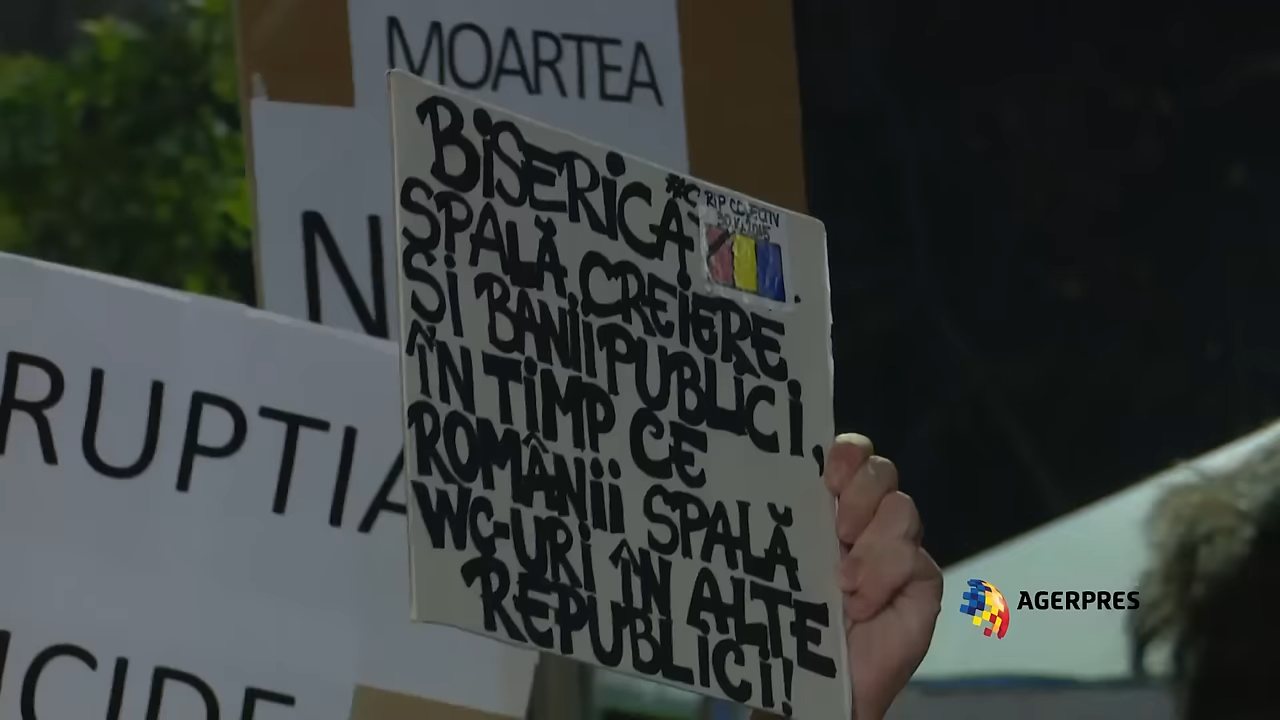 MOARTEA
N
BISERICA
SPALĂ CREIERE
ȘI BANII PUBLICI,
ÎN TIMP CE
ROMÂNII SPALĂ
WC-URI ÎN ALTE
REPUBLICI!
RIP COLECTIV
RUPTIA
CIDE
AGERPRES